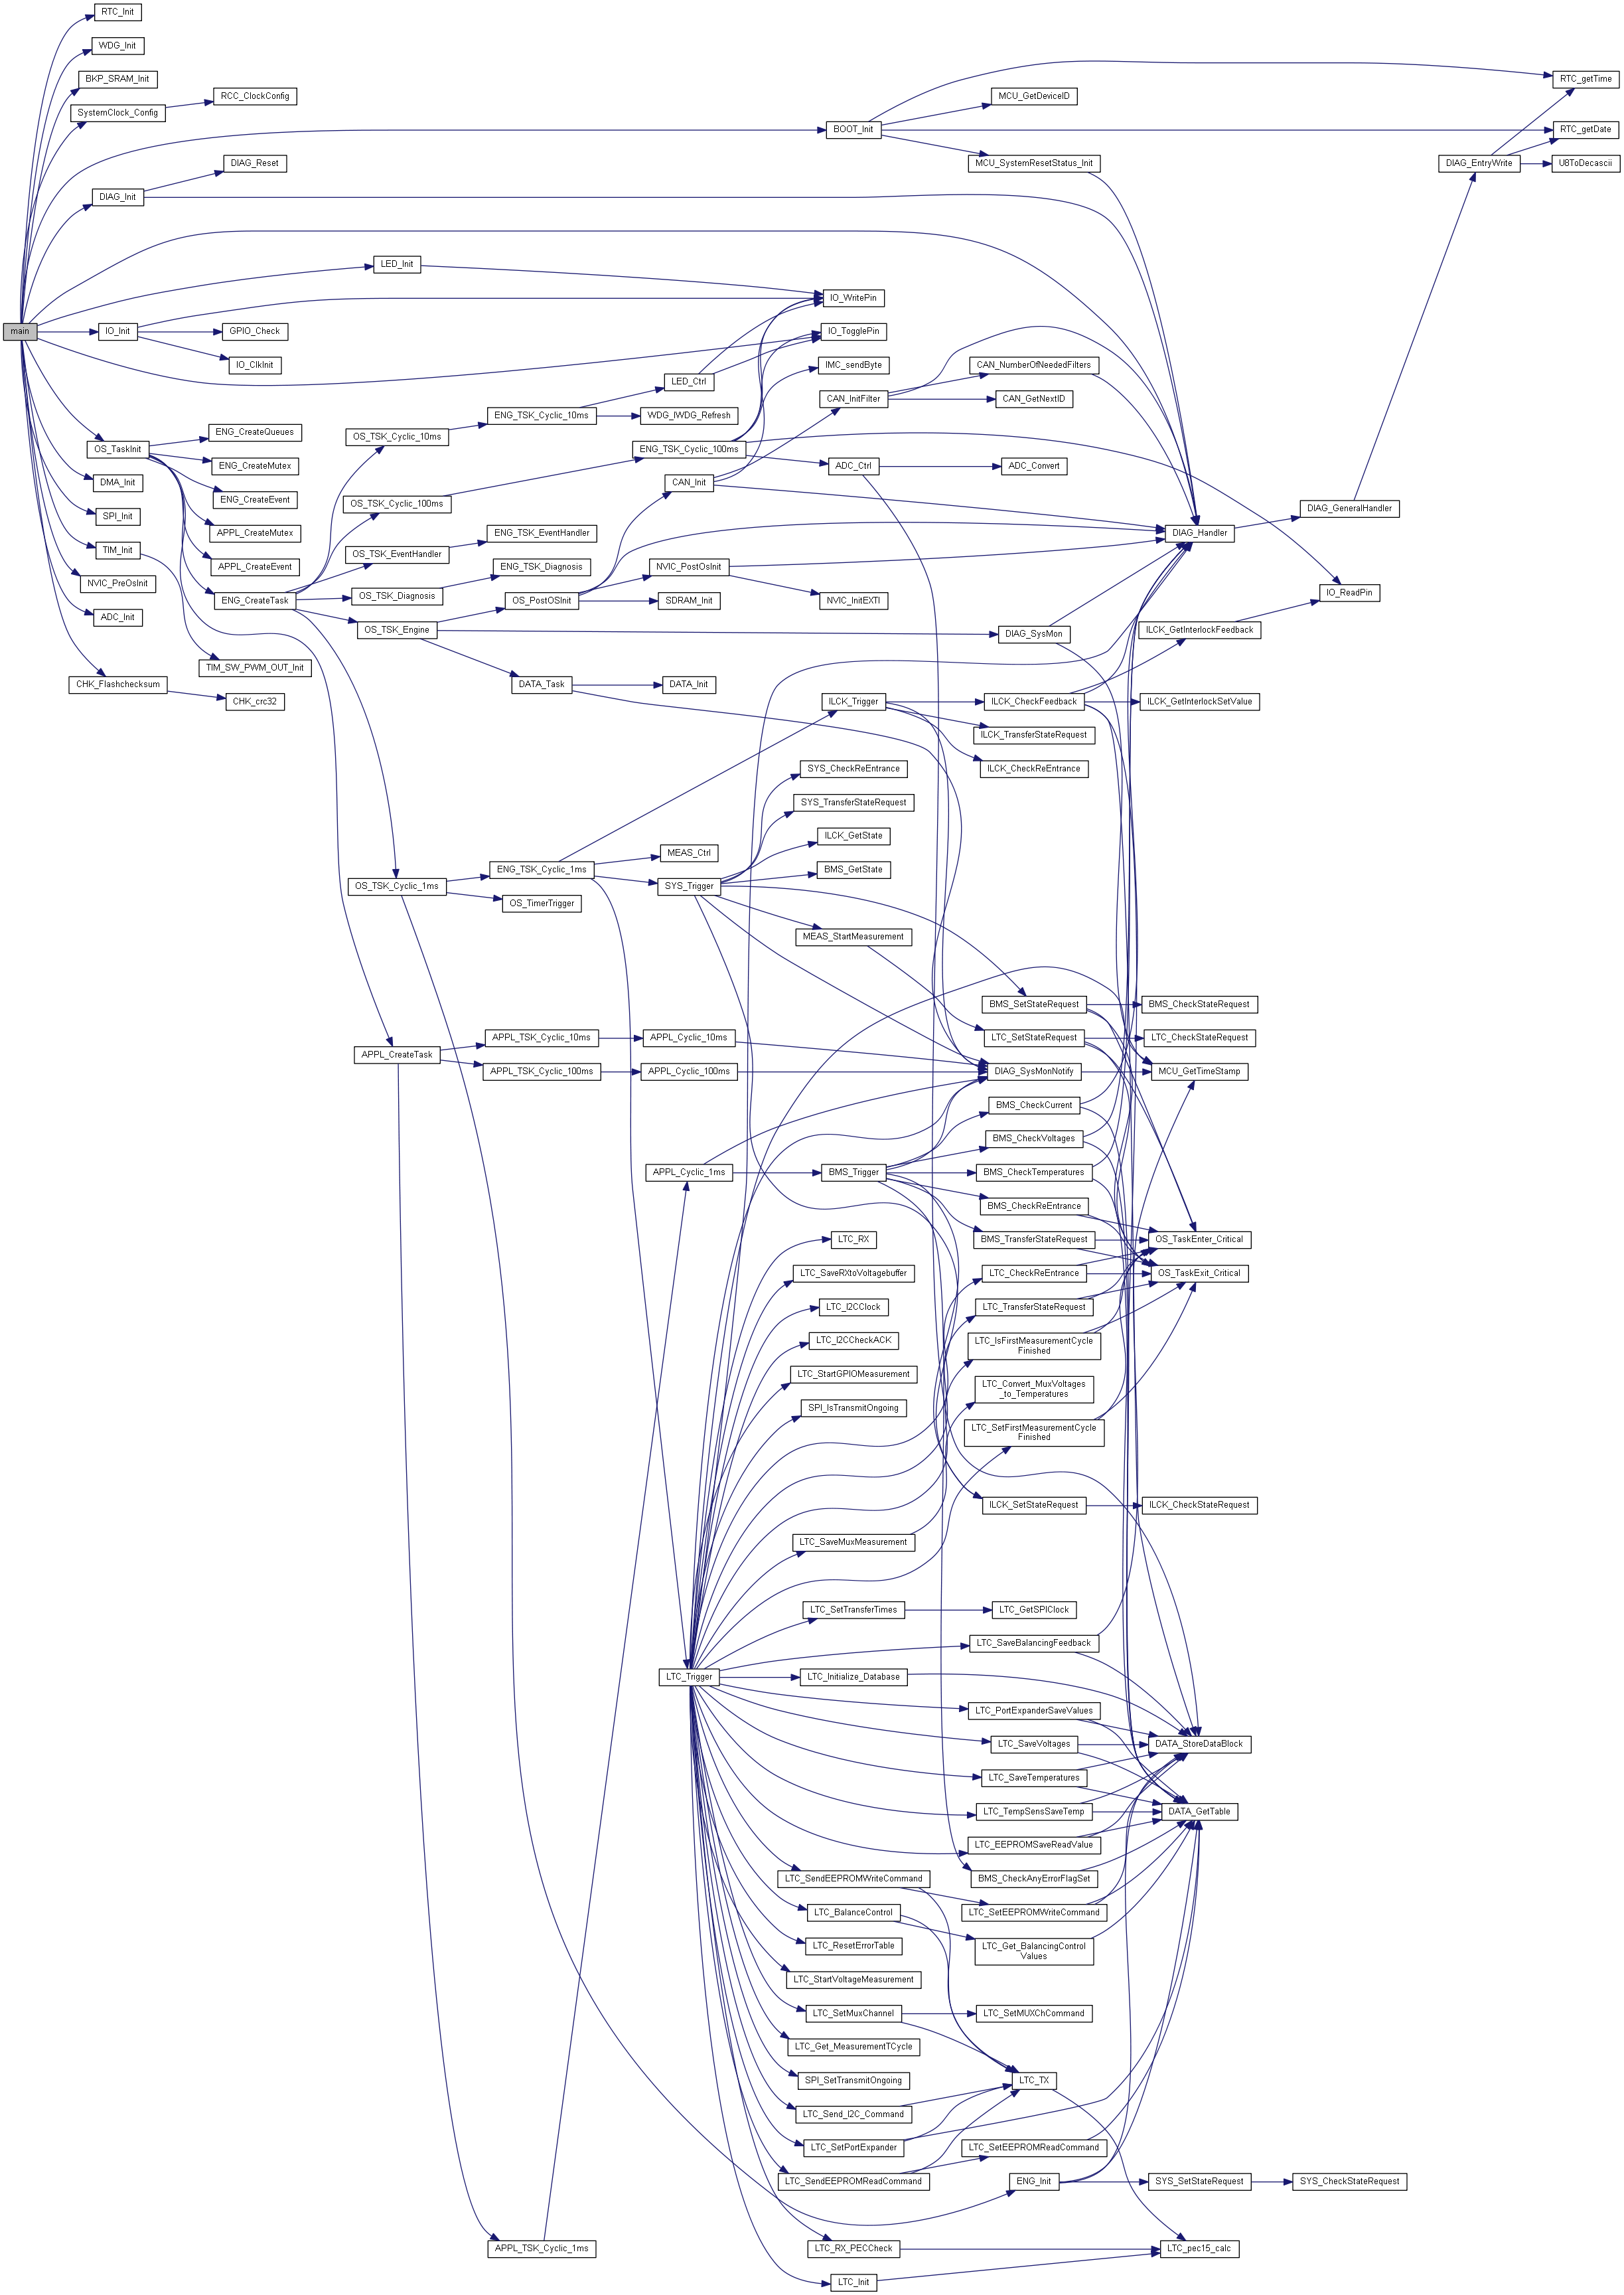 RTC_Init
WDG_Init
BKP_SRAM_Init
RTC_getTime
RCC_ClockConfig
MCU_GetDeviceID
SystemClock_Config
BOOT_Init
RTC_getDate
DIAG_Reset
MCU_SystemResetStatus_Init
DIAG_EntryWrite
U8ToDecascii
DIAG_Init
LED_Init
IO_WritePin
main
IO_Init
GPIO_Check
IO_TogglePin
IO_ClkInit
IMC_sendByte
CAN_NumberOfNeededFilters
LED_Ctrl
CAN_InitFilter
CAN_GetNextID
ENG_TSK_Cyclic_10ms
WDG_IWDG_Refresh
ENG_CreateQueues
OS_TSK_Cyclic_10ms
OS_TaskInit
ENG_TSK_Cyclic_100ms
ENG_CreateMutex
ADC_Ctrl
ADC_Convert
DMA_Init
CAN_Init
ENG_CreateEvent
OS_TSK_Cyclic_100ms
DIAG_GeneralHandler
SPI_Init
APPL_CreateMutex
ENG_TSK_EventHandler
DIAG_Handler
TIM_Init
OS_TSK_EventHandler
APPL_CreateEvent
ENG_TSK_Diagnosis
NVIC_PostOsInit
NVIC_PreOsInit
OS_TSK_Diagnosis
IO_ReadPin
ENG_CreateTask
OS_PostOSInit
SDRAM_Init
NVIC_InitEXTI
ADC_Init
OS_TSK_Engine
DIAG_SysMon
ILCK_GetInterlockFeedback
TIM_SW_PWM_OUT_Init
CHK_Flashchecksum
DATA_Task
DATA_Init
CHK_crc32
ILCK_Trigger
ILCK_CheckFeedback
ILCK_GetInterlockSetValue
ILCK_TransferStateRequest
SYS_CheckReEntrance
ILCK_CheckReEntrance
SYS_TransferStateRequest
ILCK_GetState
MEAS_Ctrl
ENG_TSK_Cyclic_1ms
BMS_GetState
OS_TSK_Cyclic_1ms
SYS_Trigger
OS_TimerTrigger
MEAS_StartMeasurement
BMS_SetStateRequest
BMS_CheckStateRequest
APPL_TSK_Cyclic_10ms
APPL_Cyclic_10ms
LTC_SetStateRequest
LTC_CheckStateRequest
APPL_CreateTask
APPL_TSK_Cyclic_100ms
APPL_Cyclic_100ms
DIAG_SysMonNotify
MCU_GetTimeStamp
BMS_CheckCurrent
BMS_CheckVoltages
APPL_Cyclic_1ms
BMS_Trigger
BMS_CheckTemperatures
BMS_CheckReEntrance
LTC_RX
BMS_TransferStateRequest
OS_TaskEnter_Critical
LTC_SaveRXtoVoltagebuffer
LTC_CheckReEntrance
OS_TaskExit_Critical
LTC_I2CClock
LTC_TransferStateRequest
LTC_I2CCheckACK
LTC_IsFirstMeasurementCycle
Finished
LTC_StartGPIOMeasurement
LTC_Convert_MuxVoltages
_to_Temperatures
SPI_IsTransmitOngoing
LTC_SetFirstMeasurementCycle
Finished
ILCK_SetStateRequest
ILCK_CheckStateRequest
LTC_SaveMuxMeasurement
LTC_SetTransferTimes
LTC_GetSPIClock
LTC_SaveBalancingFeedback
LTC_Trigger
LTC_Initialize_Database
LTC_PortExpanderSaveValues
LTC_SaveVoltages
DATA_StoreDataBlock
LTC_SaveTemperatures
LTC_TempSensSaveTemp
DATA_GetTable
LTC_EEPROMSaveReadValue
LTC_SendEEPROMWriteCommand
BMS_CheckAnyErrorFlagSet
LTC_BalanceControl
LTC_SetEEPROMWriteCommand
LTC_ResetErrorTable
LTC_Get_BalancingControl
Values
LTC_StartVoltageMeasurement
LTC_SetMuxChannel
LTC_SetMUXChCommand
LTC_Get_MeasurementTCycle
SPI_SetTransmitOngoing
LTC_TX
LTC_Send_I2C_Command
LTC_SetPortExpander
LTC_SetEEPROMReadCommand
LTC_SendEEPROMReadCommand
ENG_Init
SYS_SetStateRequest
SYS_CheckStateRequest
APPL_TSK_Cyclic_1ms
LTC_RX_PECCheck
LTC_pec15_calc
LTC_Init